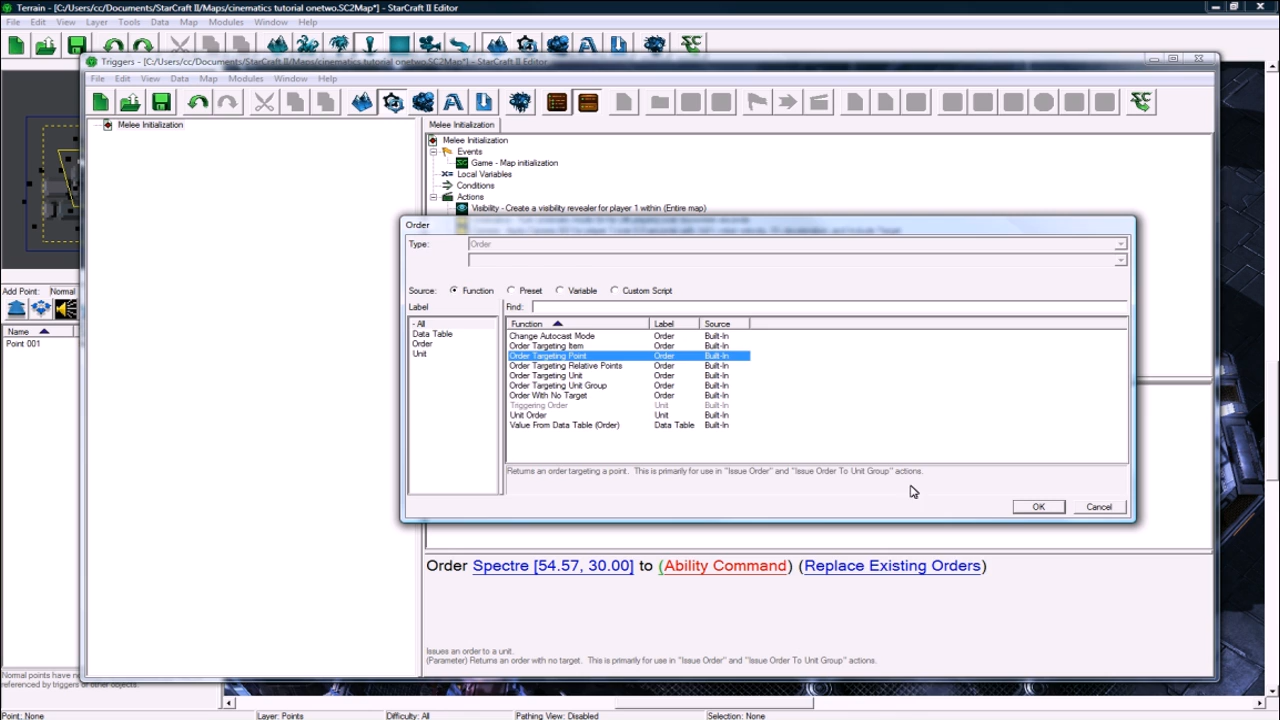 Terrain - [C:/Users/cc/Documents/StarCraft II/Maps/cinematics tutorial onetwo.SC2Map*] - StarCraft II Editor
File Edit View Layer Tools Data Map Modules Window Help
Triggers - [C:/Users/cc/Documents/StarCraft II/Maps/cinematics tutorial onetwo.SC2Map*] - StarCraft II Editor
File Edit View Data Map Modules Window Help
Melee Initialization
Melee Initialization
Melee Initialization
Events
Game - Map initialization
Local Variables
Conditions
Actions
Visibility - Create a visibility revealer for player 1 within (Entire map)
Order
Type: Order
Source: Function Preset Variable Custom Script
Label Find:
- All
Data Table
Order
Unit
Function Label Source
Change Autocast Mode Order Built-In
Order Targeting Item Order Built-In
Order Targeting Point Order Built-In
Order Targeting Relative Points Order Built-In
Order Targeting Unit Order Built-In
Order Targeting Unit Group Order Built-In
Order With No Target Order Built-In
Triggering Order Unit Built-In
Unit Order Unit Built-In
Value From Data Table (Order) Data Table Built-In
Returns an order targeting a point. This is primarily for use in "Issue Order" and "Issue Order To Unit Group" actions.
OK Cancel
Add Point: Normal
Name
Point 001
Order Spectre [54.57, 30.00] to (Ability Command) (Replace Existing Orders)
Issues an order to a unit.
(Parameter) Returns an order with no target. This is primarily for use in "Issue Order" and "Issue Order To Unit Group" actions.
Normal points have no
referenced by triggers or other objects.
Point: None Layer: Points Difficulty: All Pathing View: Disabled Selection: None